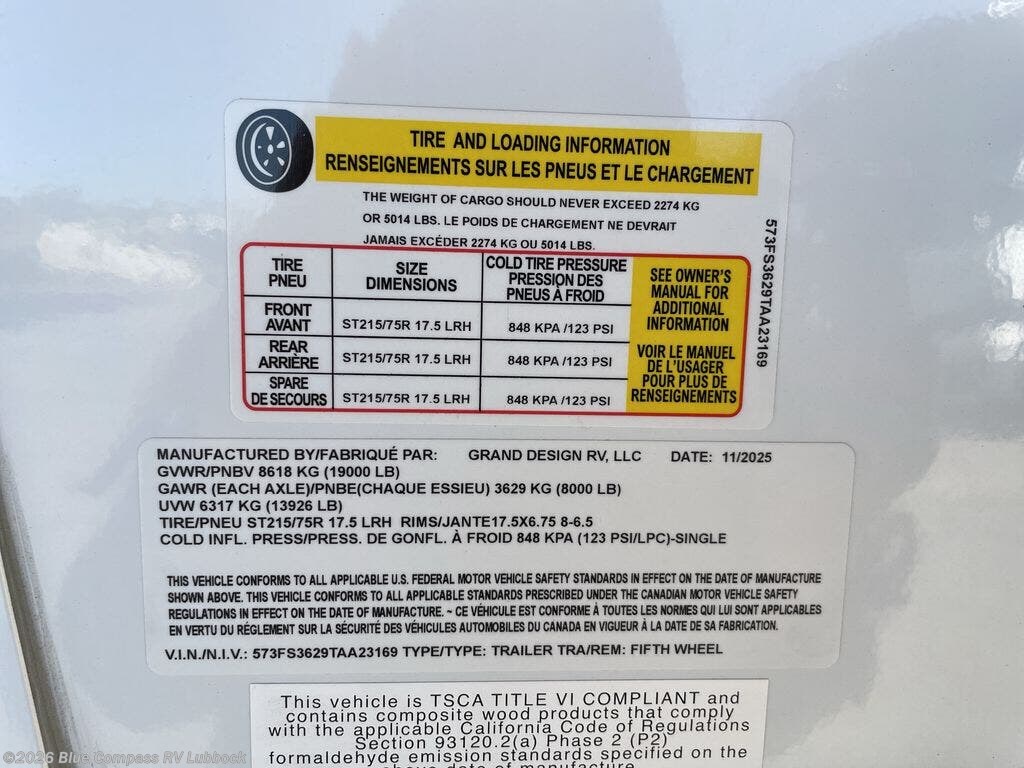 TIRE AND LOADING INFORMATION
RENSEIGNEMENTS SUR LES PNEUS ET LE CHARGEMENT
THE WEIGHT OF CARGO SHOULD NEVER EXCEED 2274 KG
OR 5014 LBS. LE POIDS DE CHARGEMENT NE DEVRAIT
JAMAIS EXCÉDER 2274 KG OU 5014 LBS.
TIRE
PNEU
SIZE
DIMENSIONS
COLD TIRE PRESSURE
PRESSION DES
PNEUS À FROID
FRONT
AVANT
ST215/75R 17.5 LRH
848 KPA /123 PSI
REAR
ARRIÈRE
ST215/75R 17.5 LRH
848 KPA /123 PSI
SPARE
DE SECOURS
ST215/75R 17.5 LRH
848 KPA /123 PSI
SEE OWNER'S
MANUAL FOR
ADDITIONAL
INFORMATION
VOIR LE MANUEL
DE L'USAGER
POUR PLUS DE
RENSEIGNEMENTS
573FS3629TAA23169
MANUFACTURED BY/FABRIQUÉ PAR: GRAND DESIGN RV, LLC DATE: 11/2025
GVWR/PNBV 8618 KG (19000 LB)
GAWR (EACH AXLE)/PNBE(CHAQUE ESSIEU) 3629 KG (8000 LB)
UVW 6317 KG (13926 LB)
TIRE/PNEU ST215/75R 17.5 LRH RIMS/JANTE17.5X6.75 8-6.5
COLD INFL. PRESS/PRESS. DE GONFL. À FROID 848 KPA (123 PSI/LPC)-SINGLE
THIS VEHICLE CONFORMS TO ALL APPLICABLE U.S. FEDERAL MOTOR VEHICLE SAFETY STANDARDS IN EFFECT ON THE DATE OF MANUFACTURE
SHOWN ABOVE. THIS VEHICLE CONFORMS TO ALL APPLICABLE STANDARDS PRESCRIBED UNDER THE CANADIAN MOTOR VEHICLE SAFETY
REGULATIONS IN EFFECT ON THE DATE OF MANUFACTURE. ~ CE VÉHICULE EST CONFORME À TOUTES LES NORMES QUI LUI SONT APPLICABLES
EN VERTU DU RÉGLEMENT SUR LA SÉCURITÉ DES VÉHICULES AUTOMOBILES DU CANADA EN VIGUEUR À LA DATE DE SA FABRICATION.
V.I.N./N.I.V.: 573FS3629TAA23169 TYPE/TYPE: TRAILER TRA/REM: FIFTH WHEEL
This vehicle is TSCA TITLE VI COMPLIANT and
contains composite wood products that comply
with the applicable California Code of Regulations
Section 93120.2(a) Phase 2 (P2)
formaldehyde emission standards specified on the
above date of manufacture.
©2026 Blue Compass RV Lubbock